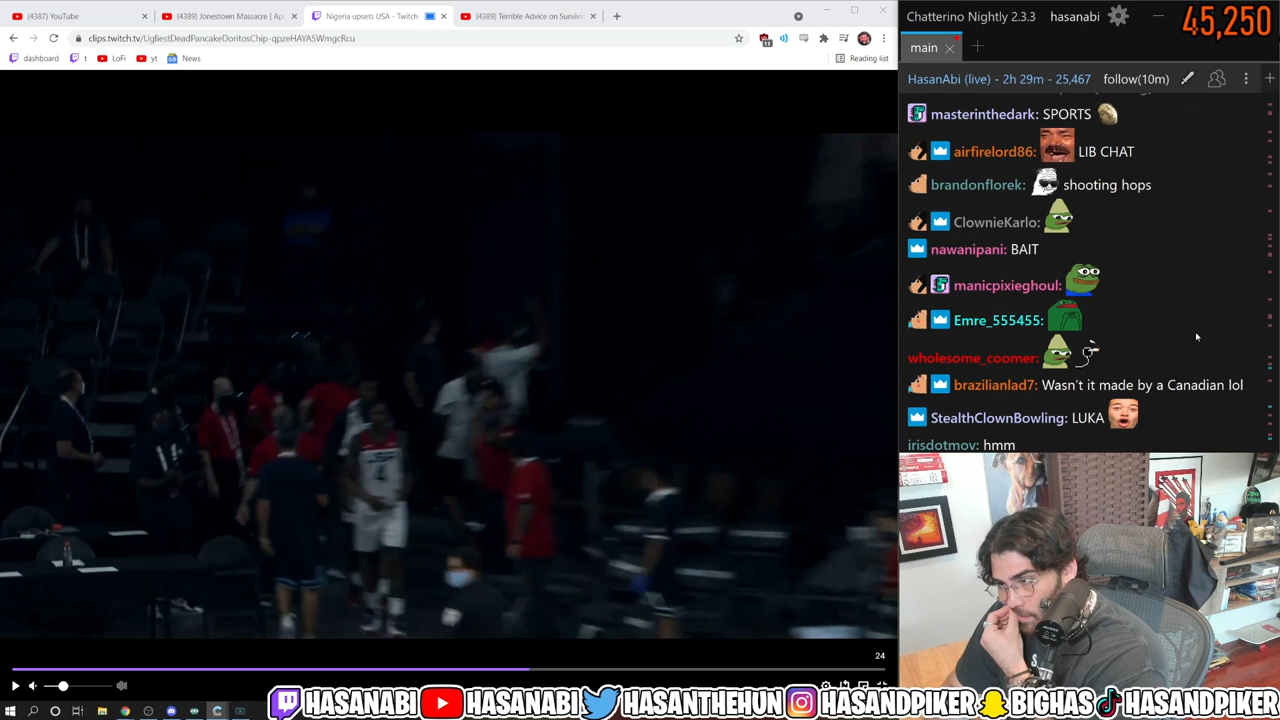 (4387) YouTube
(4389) Jonestown Massacre [ Apo
Nigeria upsets USA - Twitch
(4389) Terrible Advice on Survivin
clips.twitch.tv/UgliestDeadPancakeDoritosChip-qpzeHAYA5WmgcRvu
dashboard
t
LoFi
yt
News
Reading list
24
Chatterino Nightly 2.3.3
hasanabi
45,250
main
HasanAbi (live) - 2h 29m - 25,467
follow(10m)
masterinthedark: SPORTS
airfirelord86: LIB CHAT
brandonflorek: shooting hops
ClownieKarlo:
nawanipani: BAIT
manicpixieghoul:
Emre_555455:
wholesome_coomer:
brazilianlad7: Wasn't it made by a Canadian lol
StealthClownBowling: LUKA
irisdotmov: hmm
HASANABI
HASANABI
HASANTHEHUN
HASANDPIKER
BIGHAS
HASANDPIKER